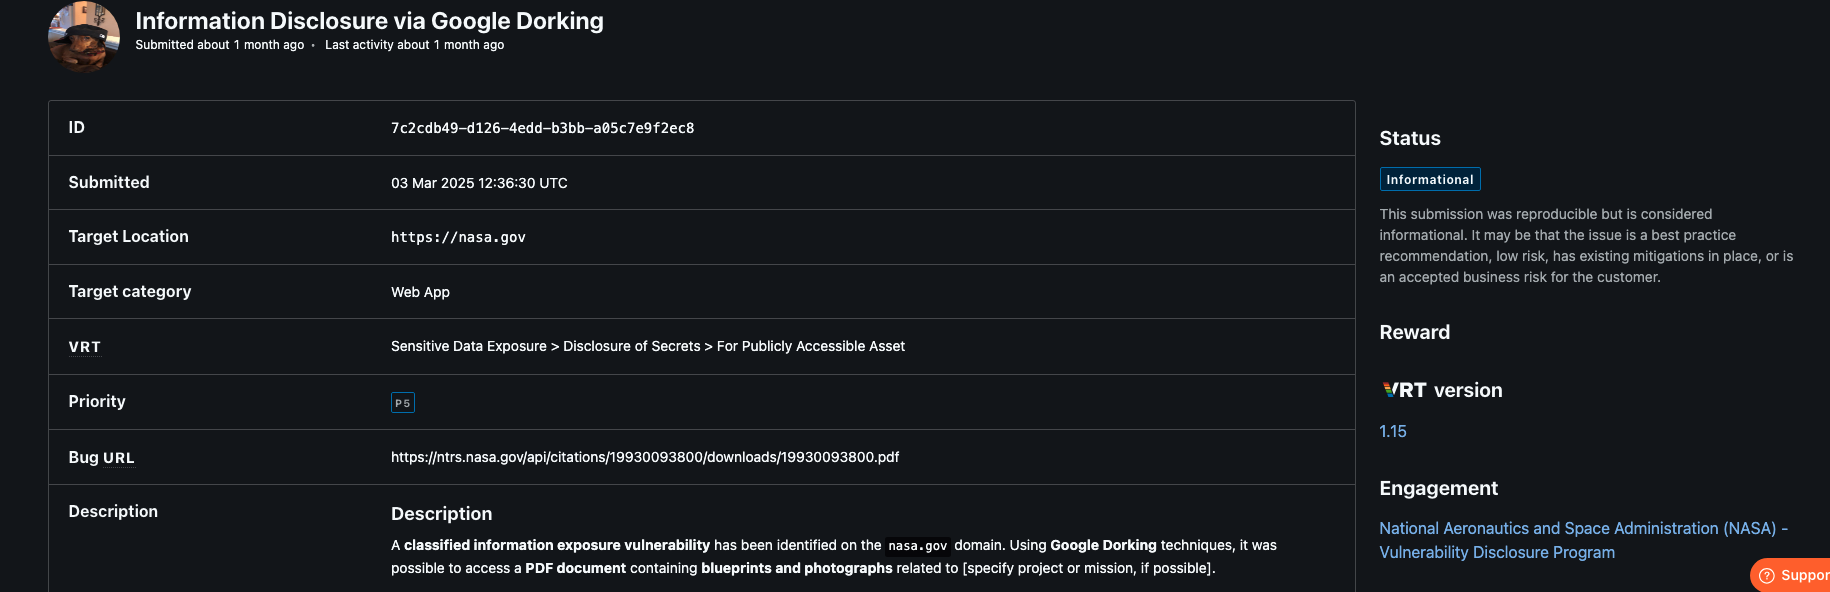 Information Disclosure via Google Dorking
Submitted about 1 month ago • Last activity about 1 month ago
ID
7c2cdb49-d126-4edd-b3bb-a05c7e9f2ec8
Submitted
03 Mar 2025 12:36:30 UTC
Target Location
https://nasa.gov
Target category
Web App
VRT
Sensitive Data Exposure > Disclosure of Secrets > For Publicly Accessible Asset
Priority
P5
Bug URL
https://ntrs.nasa.gov/api/citations/19930093800/downloads/19930093800.pdf
Description
Description
A classified information exposure vulnerability has been identified on the nasa.gov domain. Using Google Dorking techniques, it was
possible to access a PDF document containing blueprints and photographs related to [specify project or mission, if possible].
Status
Informational
This submission was reproducible but is considered
informational. It may be that the issue is a best practice
recommendation, low risk, has existing mitigations in place, or is
an accepted business risk for the customer.
Reward
VRT version
1.15
Engagement
National Aeronautics and Space Administration (NASA) -
Vulnerability Disclosure Program
Suppor